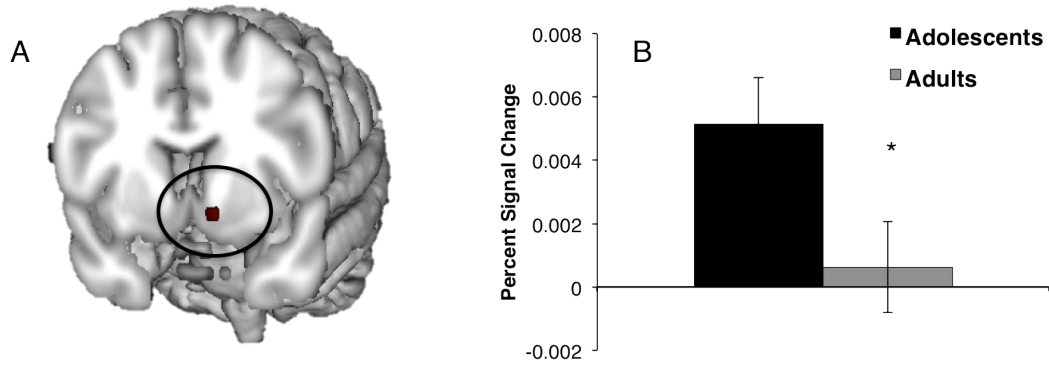 A
B
Adolescents
Adults
*
Percent Signal Change
0.008
0.006
0.004
0.002
0
-0.002